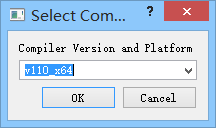 Select Com...
Compiler Version and Platform
v110_x64
OK
Cancel